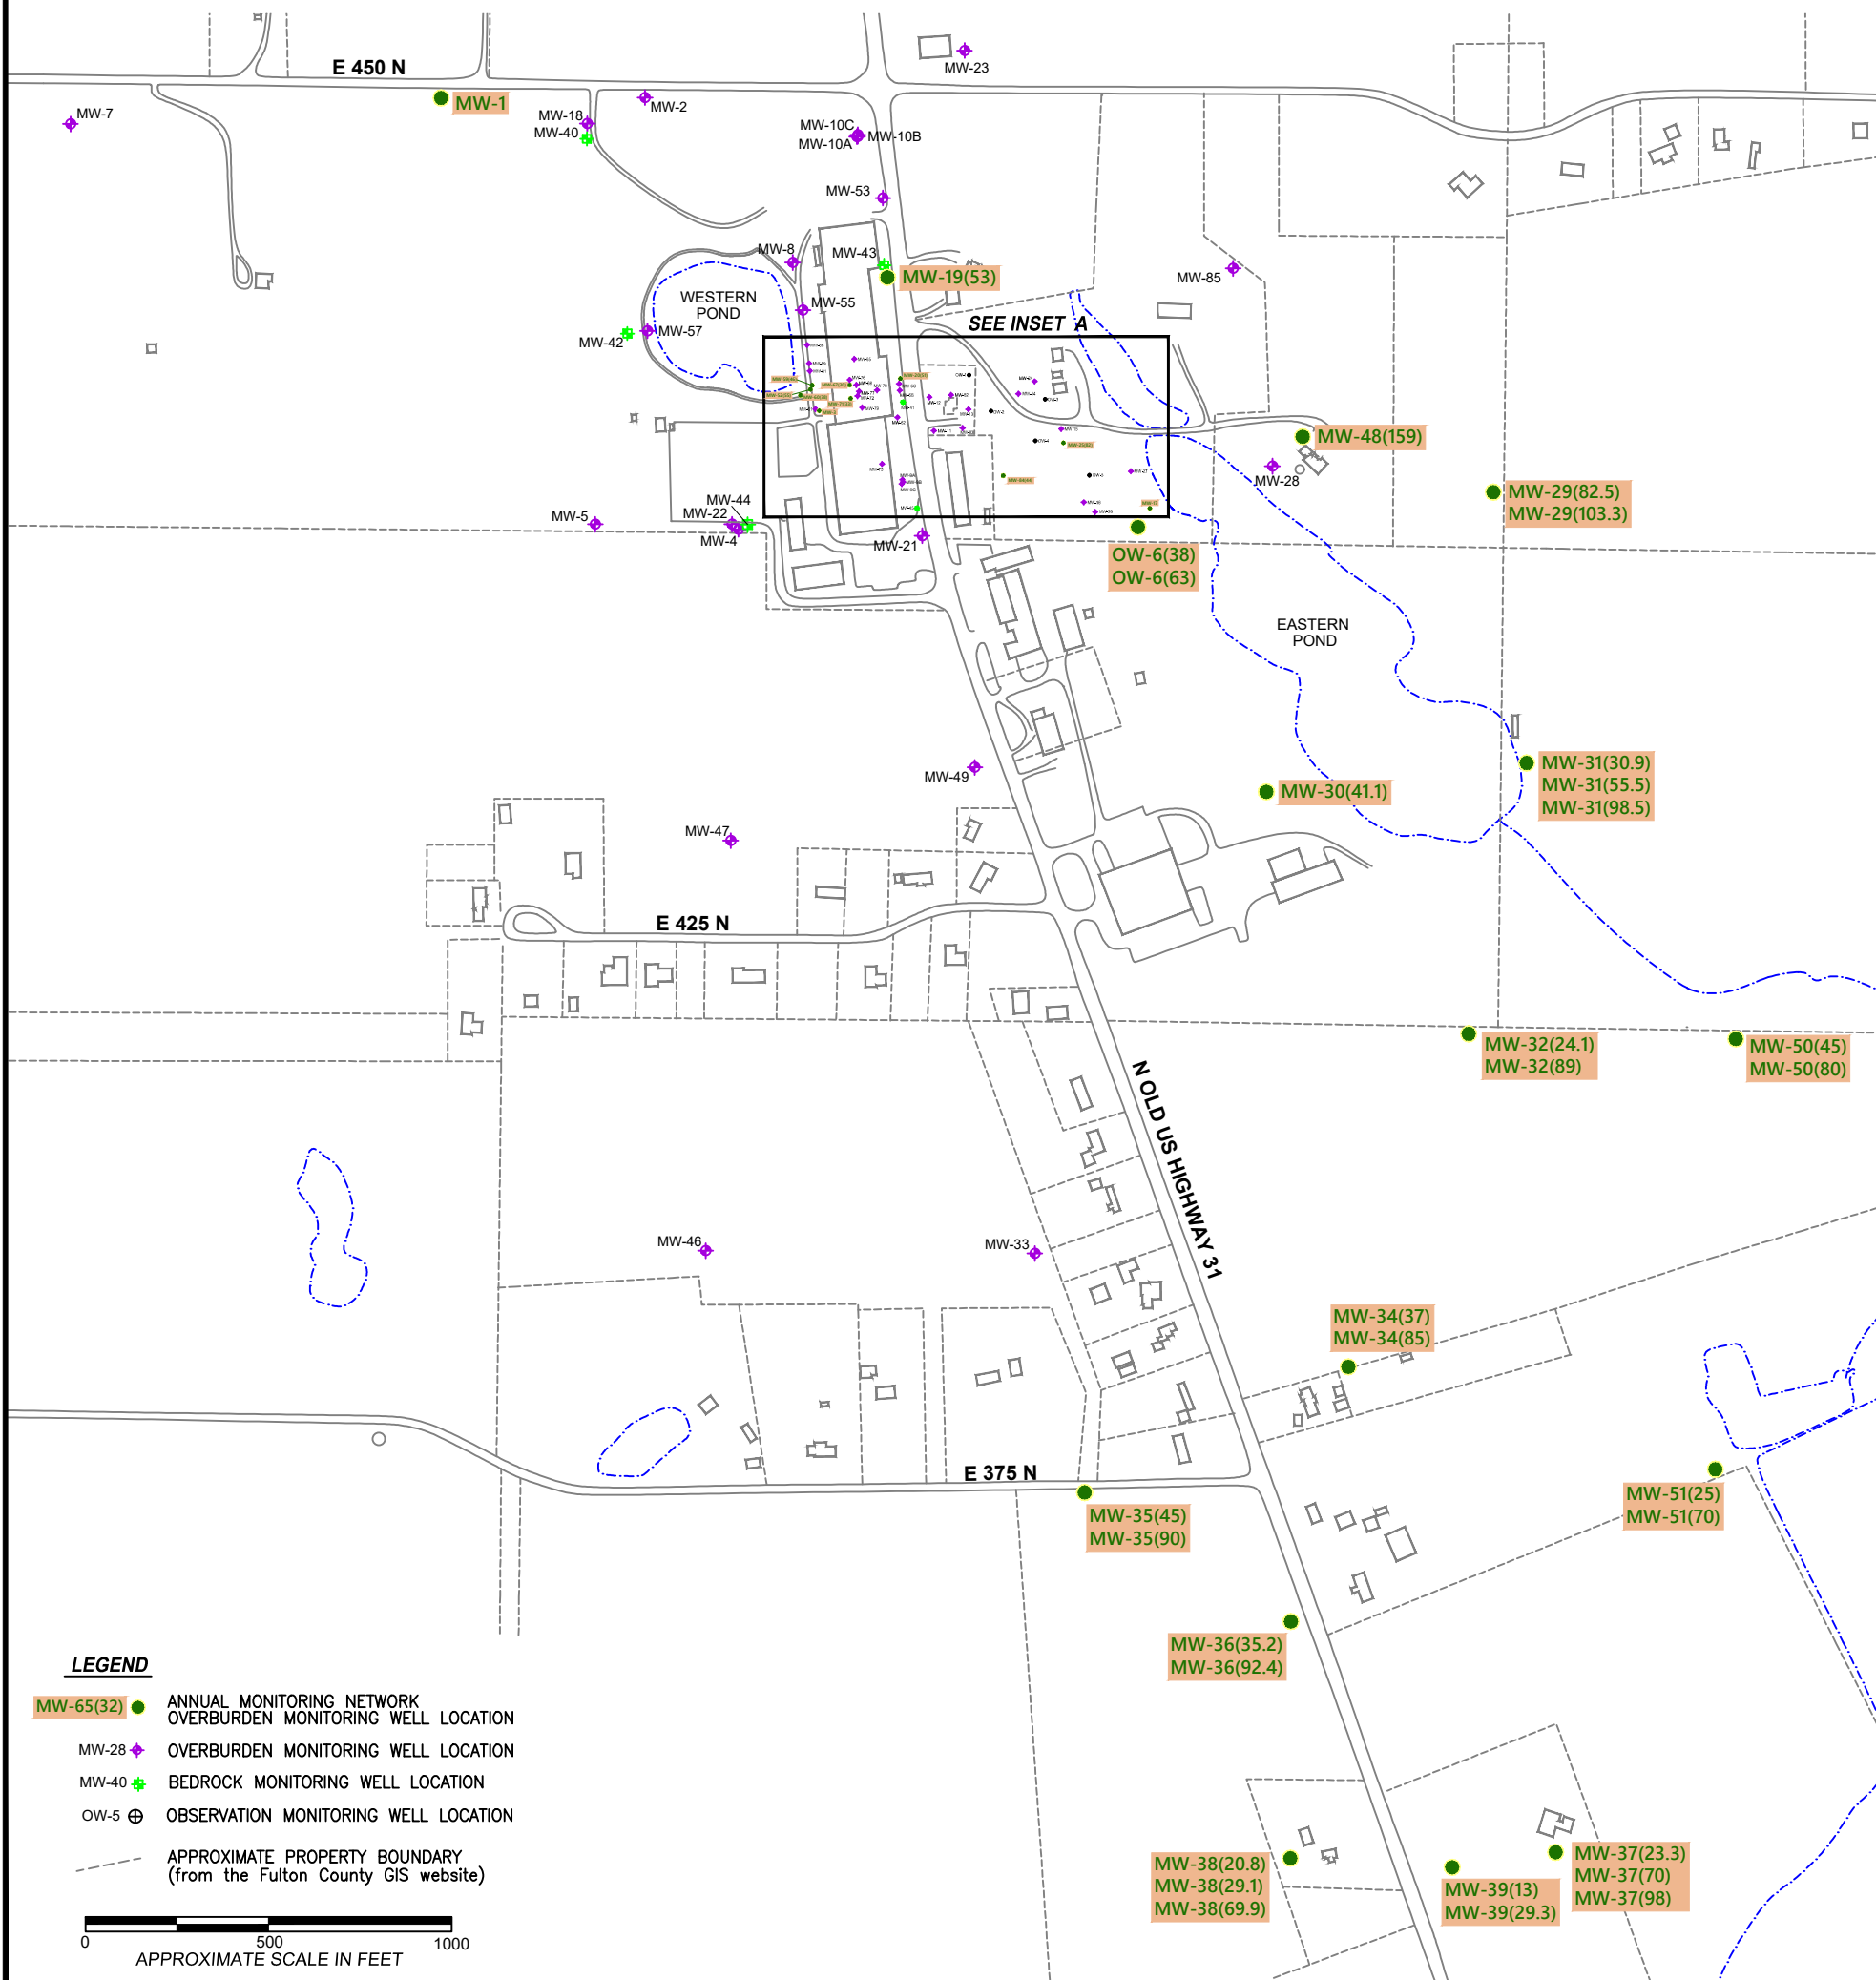 E 450 N
MW-23
MW-7
MW-1
MW-2
MW-18
MW-40
MW-10C
MW-10B
MW-10A
MW-53
MW-8
MW-43
MW-19(53)
MW-85
WESTERN
POND
MW-55
MW-57
MW-42
SEE INSET A
MW-48(159)
MW-28
MW-29(82.5)
MW-29(103.3)
MW-44
MW-22
MW-5
MW-4
MW-21
OW-6(38)
OW-6(63)
EASTERN
POND
MW-49
MW-30(41.1)
MW-31(30.9)
MW-31(55.5)
MW-31(98.5)
MW-47
E 425 N
MW-32(24.1)
MW-32(89)
MW-50(45)
MW-50(80)
N OLD US HIGHWAY 31
MW-46
MW-33
MW-34(37)
MW-34(85)
E 375 N
MW-35(45)
MW-35(90)
MW-51(25)
MW-51(70)
MW-36(35.2)
MW-36(92.4)
MW-38(20.8)
MW-38(29.1)
MW-38(69.9)
MW-39(13)
MW-39(29.3)
MW-37(23.3)
MW-37(70)
MW-37(98)
LEGEND
MW-65(32) ANNUAL MONITORING NETWORK
OVERBURDEN MONITORING WELL LOCATION
MW-28 OVERBURDEN MONITORING WELL LOCATION
MW-40 BEDROCK MONITORING WELL LOCATION
OW-5 OBSERVATION MONITORING WELL LOCATION
APPROXIMATE PROPERTY BOUNDARY
(from the Fulton County GIS website)
0 500 1000
APPROXIMATE SCALE IN FEET